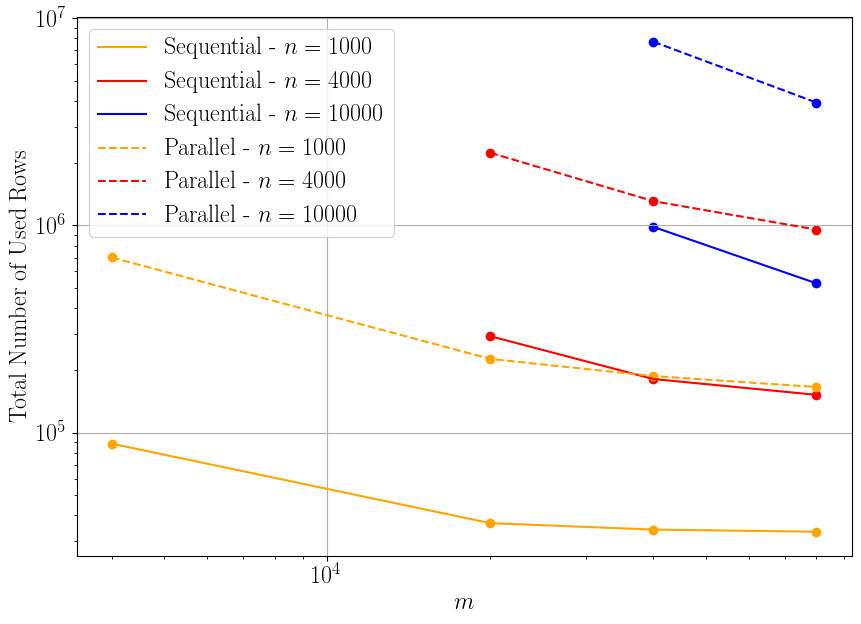 10^7
Sequential - n = 1000
Sequential - n = 4000
Sequential - n = 10000
Parallel - n = 1000
Parallel - n = 4000
Parallel - n = 10000
Total Number of Used Rows
10^6
10^5
10^4
m